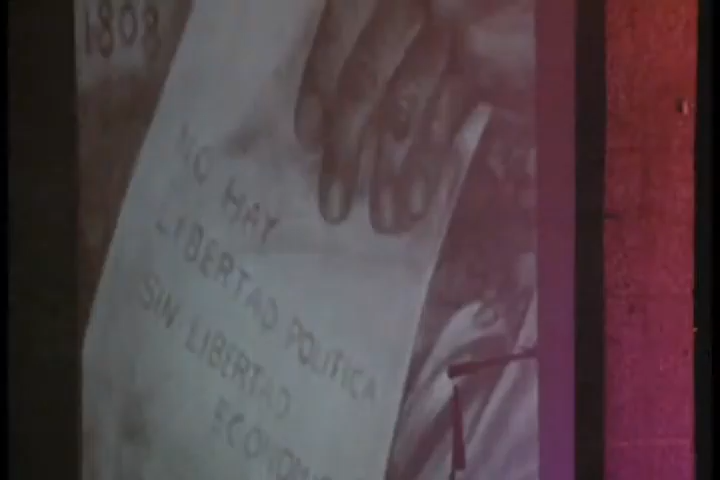 1808
NO HAY
LIBERTAD POLITICA
SIN LIBERTAD